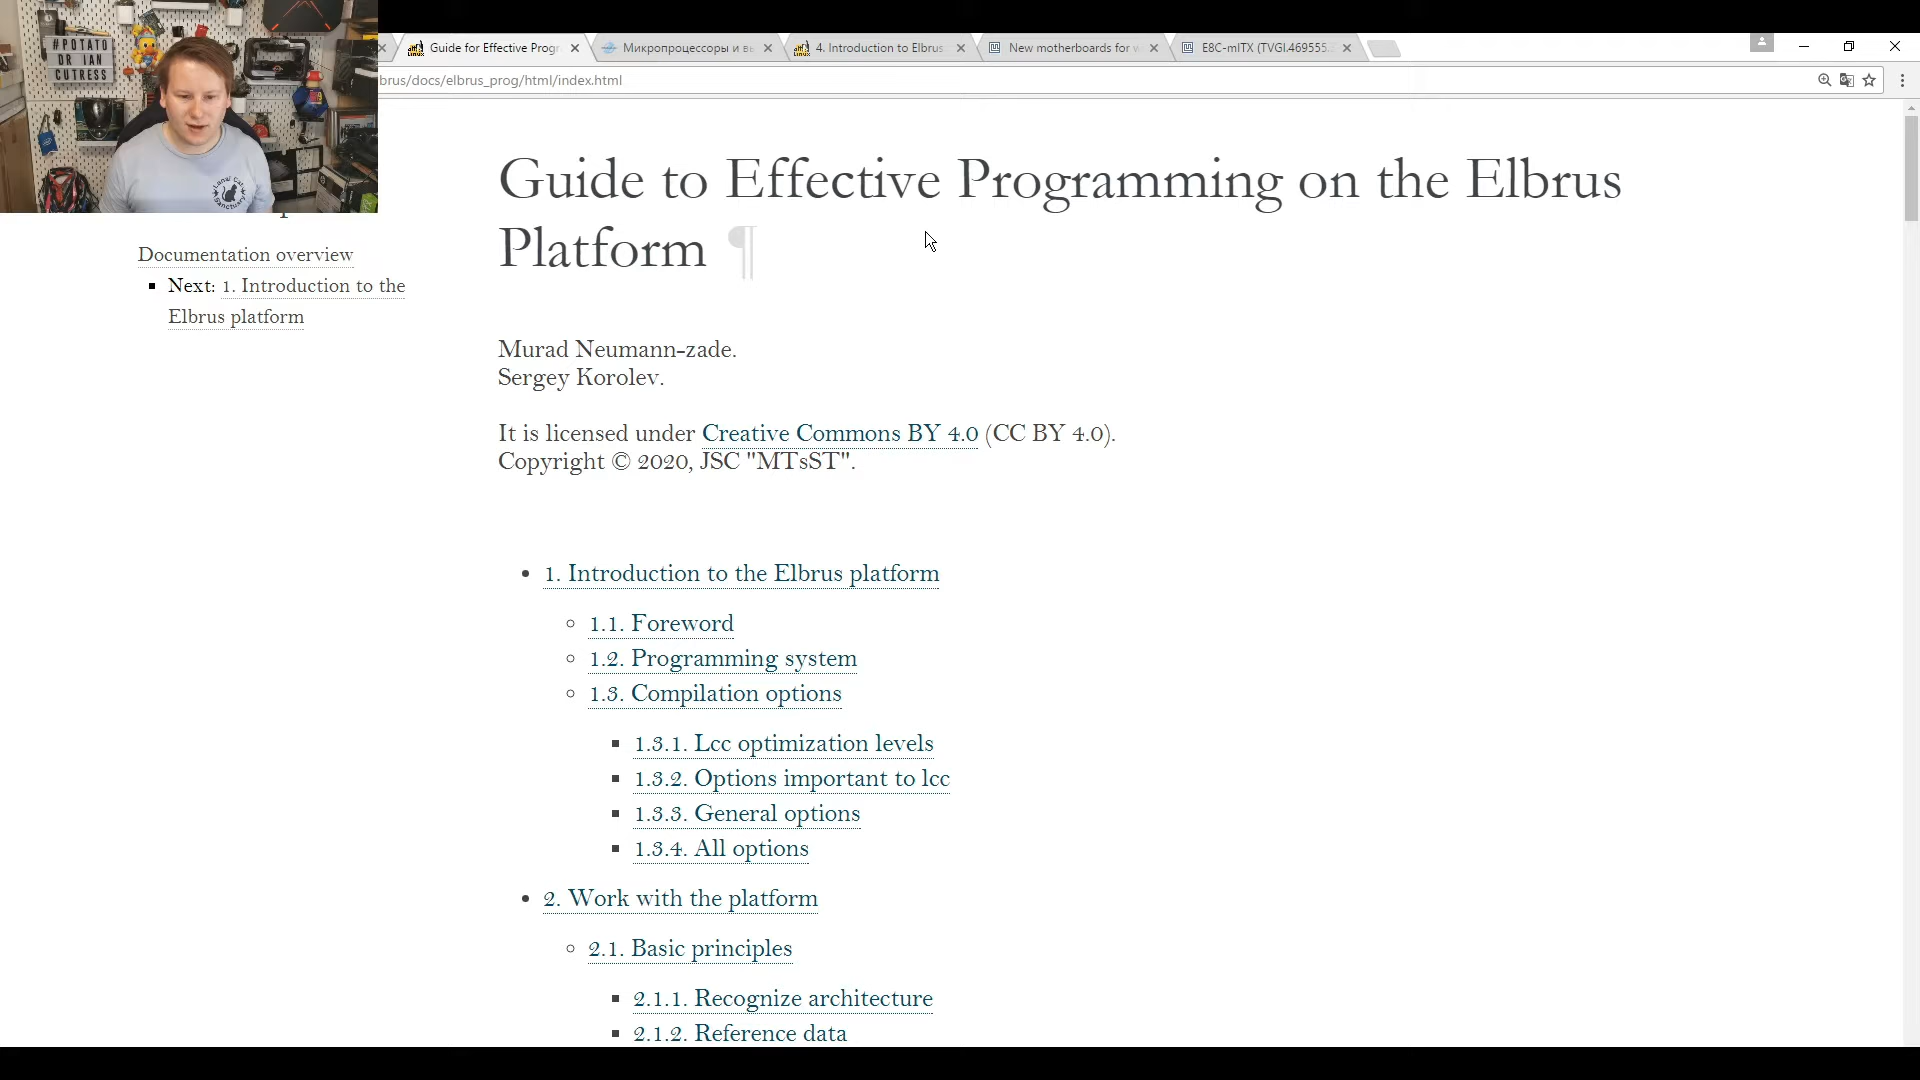 #POTATO
DR IAN
CUTRESS
Guide for Effective Progr
Микропроцессоры и вы
4. Introduction to Elbrus
New motherboards for w
E8C-mITX (TVGI.469555.
brus/docs/elbrus_prog/html/index.html
Guide to Effective Programming on the Elbrus
Platform ¶
Documentation overview
▪ Next: 1. Introduction to the
Elbrus platform
Murad Neumann-zade.
Sergey Korolev.
It is licensed under Creative Commons BY 4.0 (CC BY 4.0).
Copyright © 2020, JSC "MTsST".
• 1. Introduction to the Elbrus platform
◦ 1.1. Foreword
◦ 1.2. Programming system
◦ 1.3. Compilation options
▪ 1.3.1. Lcc optimization levels
▪ 1.3.2. Options important to lcc
▪ 1.3.3. General options
▪ 1.3.4. All options
• 2. Work with the platform
◦ 2.1. Basic principles
▪ 2.1.1. Recognize architecture
▪ 2.1.2. Reference data